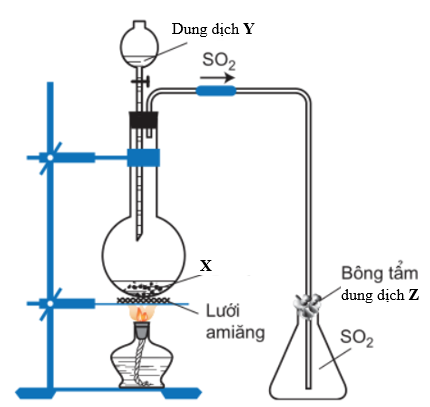 Dung dịch Y
SO2
X
Lưới
amiăng
Bông tẩm
dung dịch Z
SO2